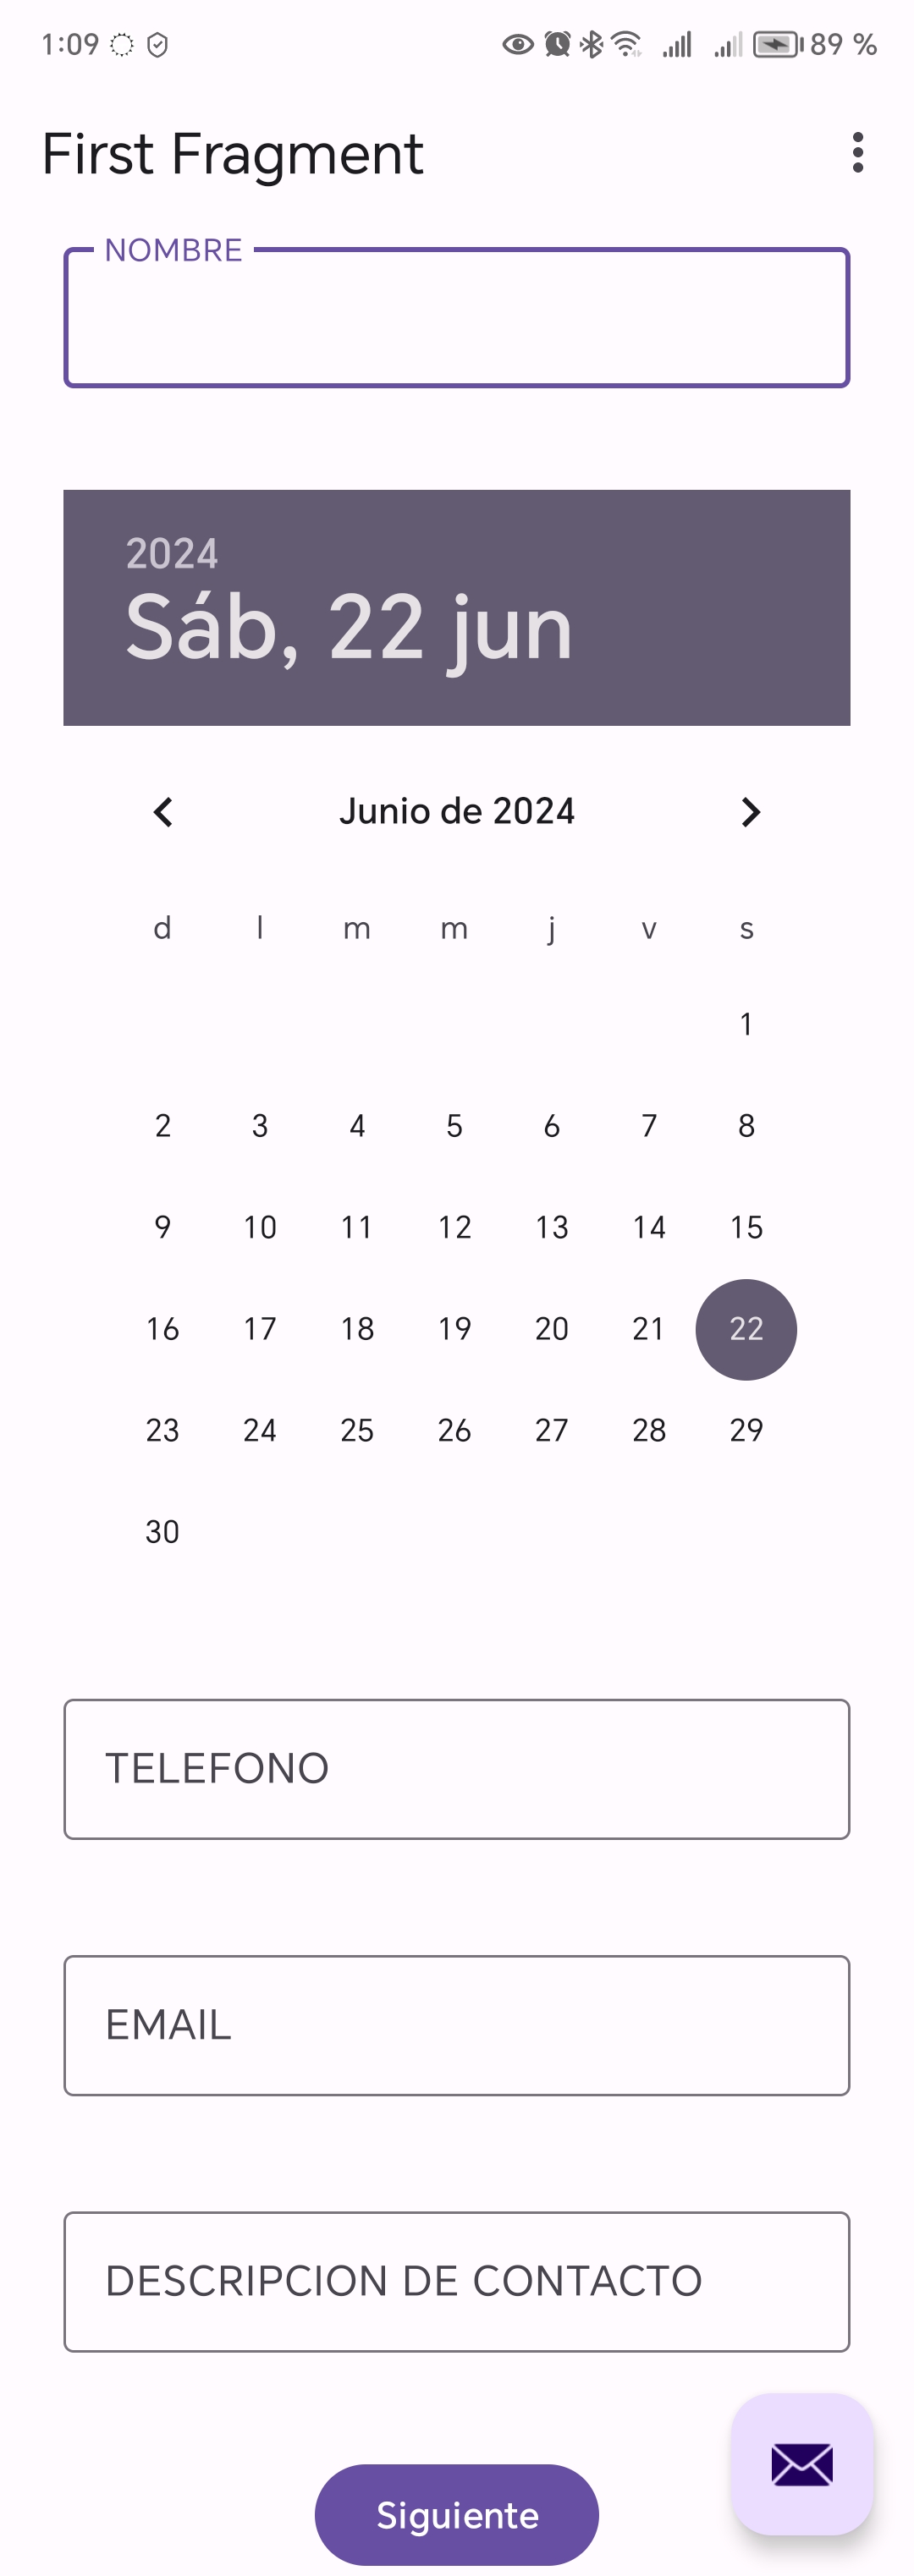 1:09 89 %
First Fragment
NOMBRE
2024
Sáb, 22 jun
Junio de 2024
d l m m j v s
1
2 3 4 5 6 7 8
9 10 11 12 13 14 15
16 17 18 19 20 21 22
23 24 25 26 27 28 29
30
TELEFONO
EMAIL
DESCRIPCION DE CONTACTO
Siguiente